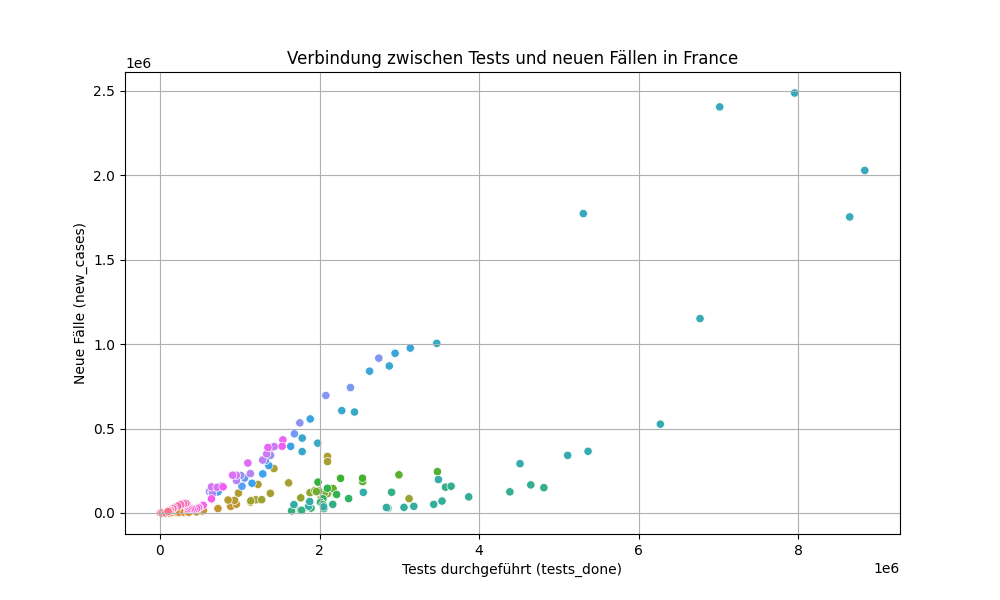 Verbindung zwischen Tests und neuen Fällen in France
1e6
2.5
2.0
1.5
1.0
0.5
0.0
Neue Fälle (new_cases)
0 2 4 6 8
Tests durchgeführt (tests_done)
1e6